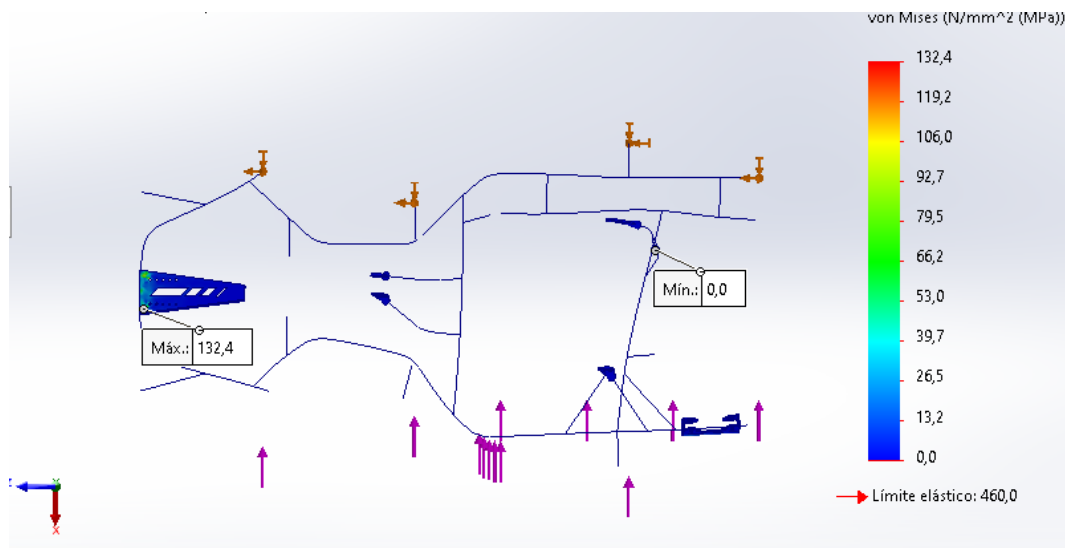 von Mises (N/mm^2 (MPa))
132,4
119,2
106,0
92,7
79,5
66,2
53,0
39,7
26,5
13,2
0,0
Límite elástico: 460,0
Mín.: 0,0
Máx.: 132,4
x
x